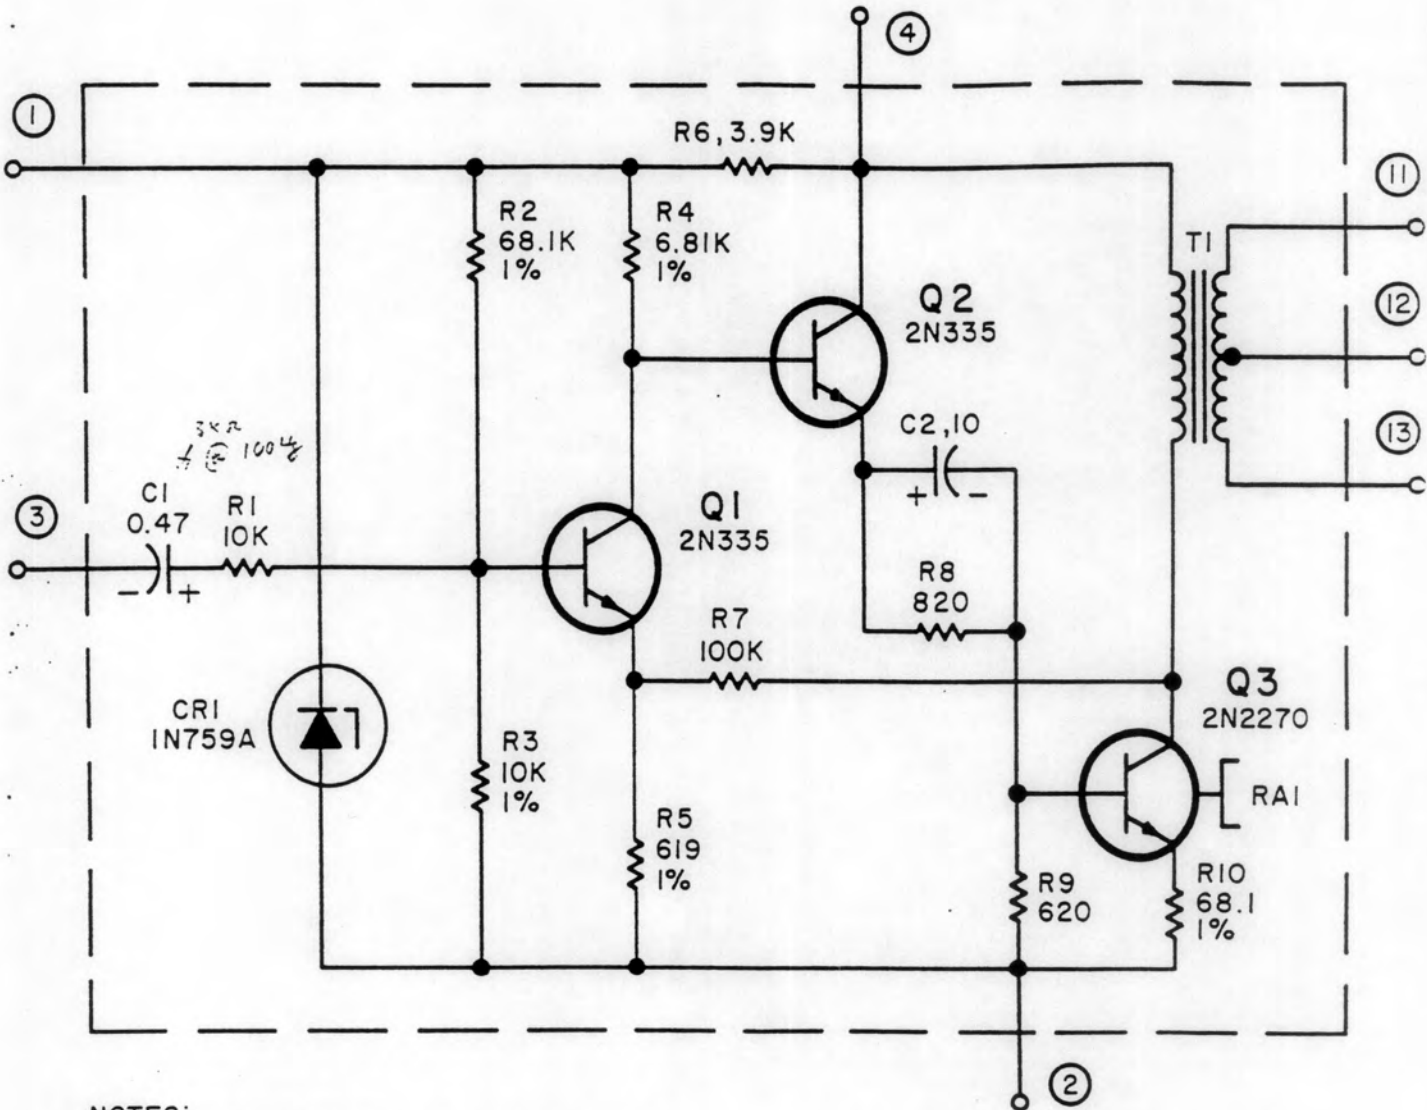 4
1
R6, 3.9K
11
R2
68.1K
1%
R4
6.81K
1%
T1
Q2
2N335
12
C2, 10
13
@ 100
C1
0.47
R1
10K
3
Q1
2N335
- +
+ -
R8
820
R7
100K
Q3
2N2270
CR1
1N759A
R3
10K
1%
RA1
R5
619
1%
R9
620
R10
68.1
1%
2
NOTES: